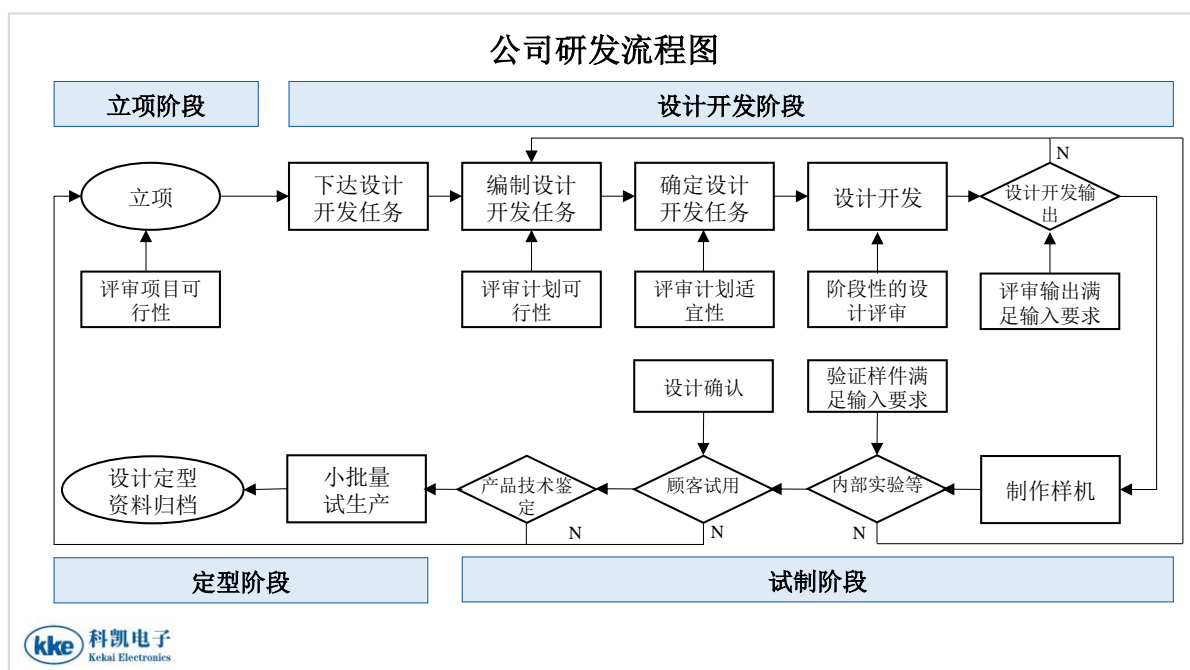 公司研发流程图
立项阶段
设计开发阶段
N
立项
下达设计
开发任务
编制设计
开发任务
确定设计
开发任务
设计开发
设计开发输
出
评审项目可
行性
评审计划可
行性
评审计划适
宜性
阶段性的设
计评审
评审输出满
足输入要求
设计确认
验证样件满
足输入要求
设计定型
资料归档
小批量
试生产
产品技术鉴
定
顾客试用
内部实验等
制作样机
N
N
N
定型阶段
试制阶段
kke
科凯电子
Kekai Electronics